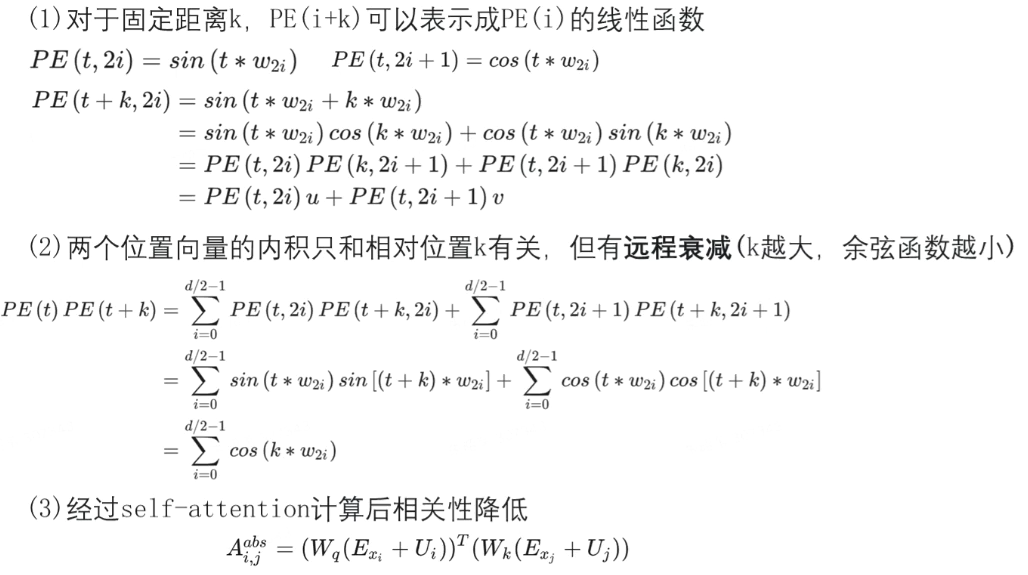 (1)对于固定距离k, PE(i+k)可以表示成PE(i)的线性函数
PE(t, 2i) = sin(t * w_{2i}) PE(t, 2i + 1) = cos(t * w_{2i})
PE(t + k, 2i) = sin(t * w_{2i} + k * w_{2i})
= sin(t * w_{2i}) cos(k * w_{2i}) + cos(t * w_{2i}) sin(k * w_{2i})
= PE(t, 2i) PE(k, 2i + 1) + PE(t, 2i + 1) PE(k, 2i)
= PE(t, 2i) u + PE(t, 2i + 1) v
(2)两个位置向量的内积只和相对位置k有关, 但有远程衰减(k越大, 余弦函数越小)
PE(t) PE(t + k) = \sum_{i=0}^{d/2-1} PE(t, 2i) PE(t + k, 2i) + \sum_{i=0}^{d/2-1} PE(t, 2i + 1) PE(t + k, 2i + 1)
= \sum_{i=0}^{d/2-1} sin(t * w_{2i}) sin[(t + k) * w_{2i}] + \sum_{i=0}^{d/2-1} cos(t * w_{2i}) cos[(t + k) * w_{2i}]
= \sum_{i=0}^{d/2-1} cos(k * w_{2i})
(3)经过self-attention计算后相关性降低
A_{i,j}^{abs} = (W_q(E_{x_i} + U_i))^T (W_k(E_{x_j} + U_j))